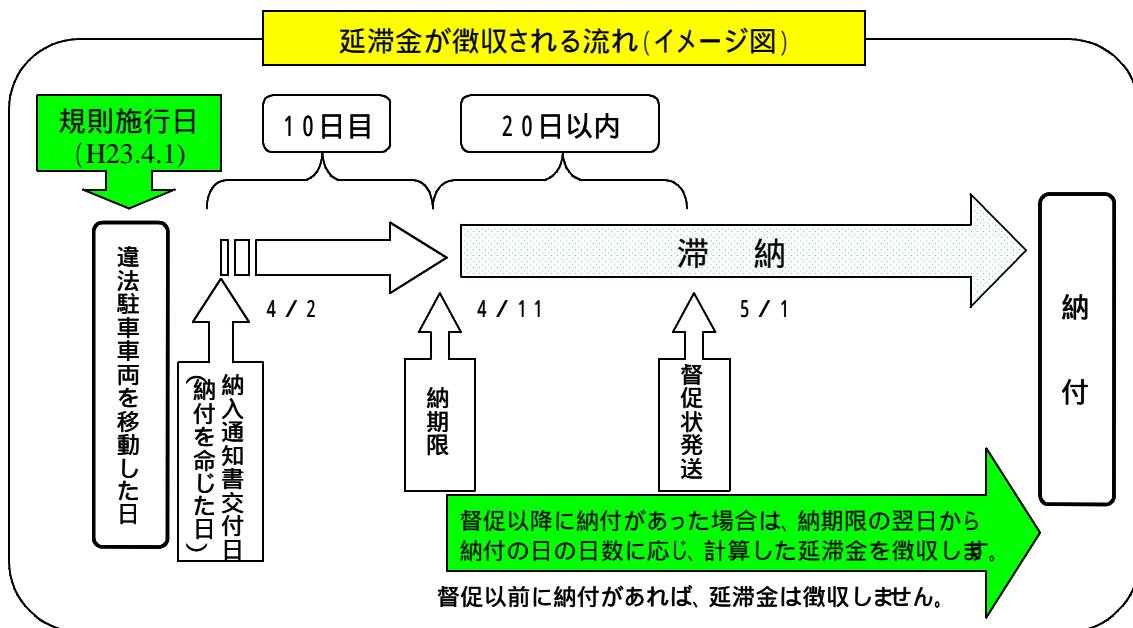 延滞金が徴収される流れ(イメージ図)
規則施行日
(H23.4.1)
10日目
20日以内
違法駐車車両を移動した日
滞　納
納　付
4/2
4/11
5/1
納入通知書交付日
(納付を命じた日)
納期限
督促状発送
督促以降に納付があった場合は、納期限の翌日から
納付の日の日数に応じ、計算した延滞金を徴収します。
督促以前に納付があれば、延滞金は徴収しません。